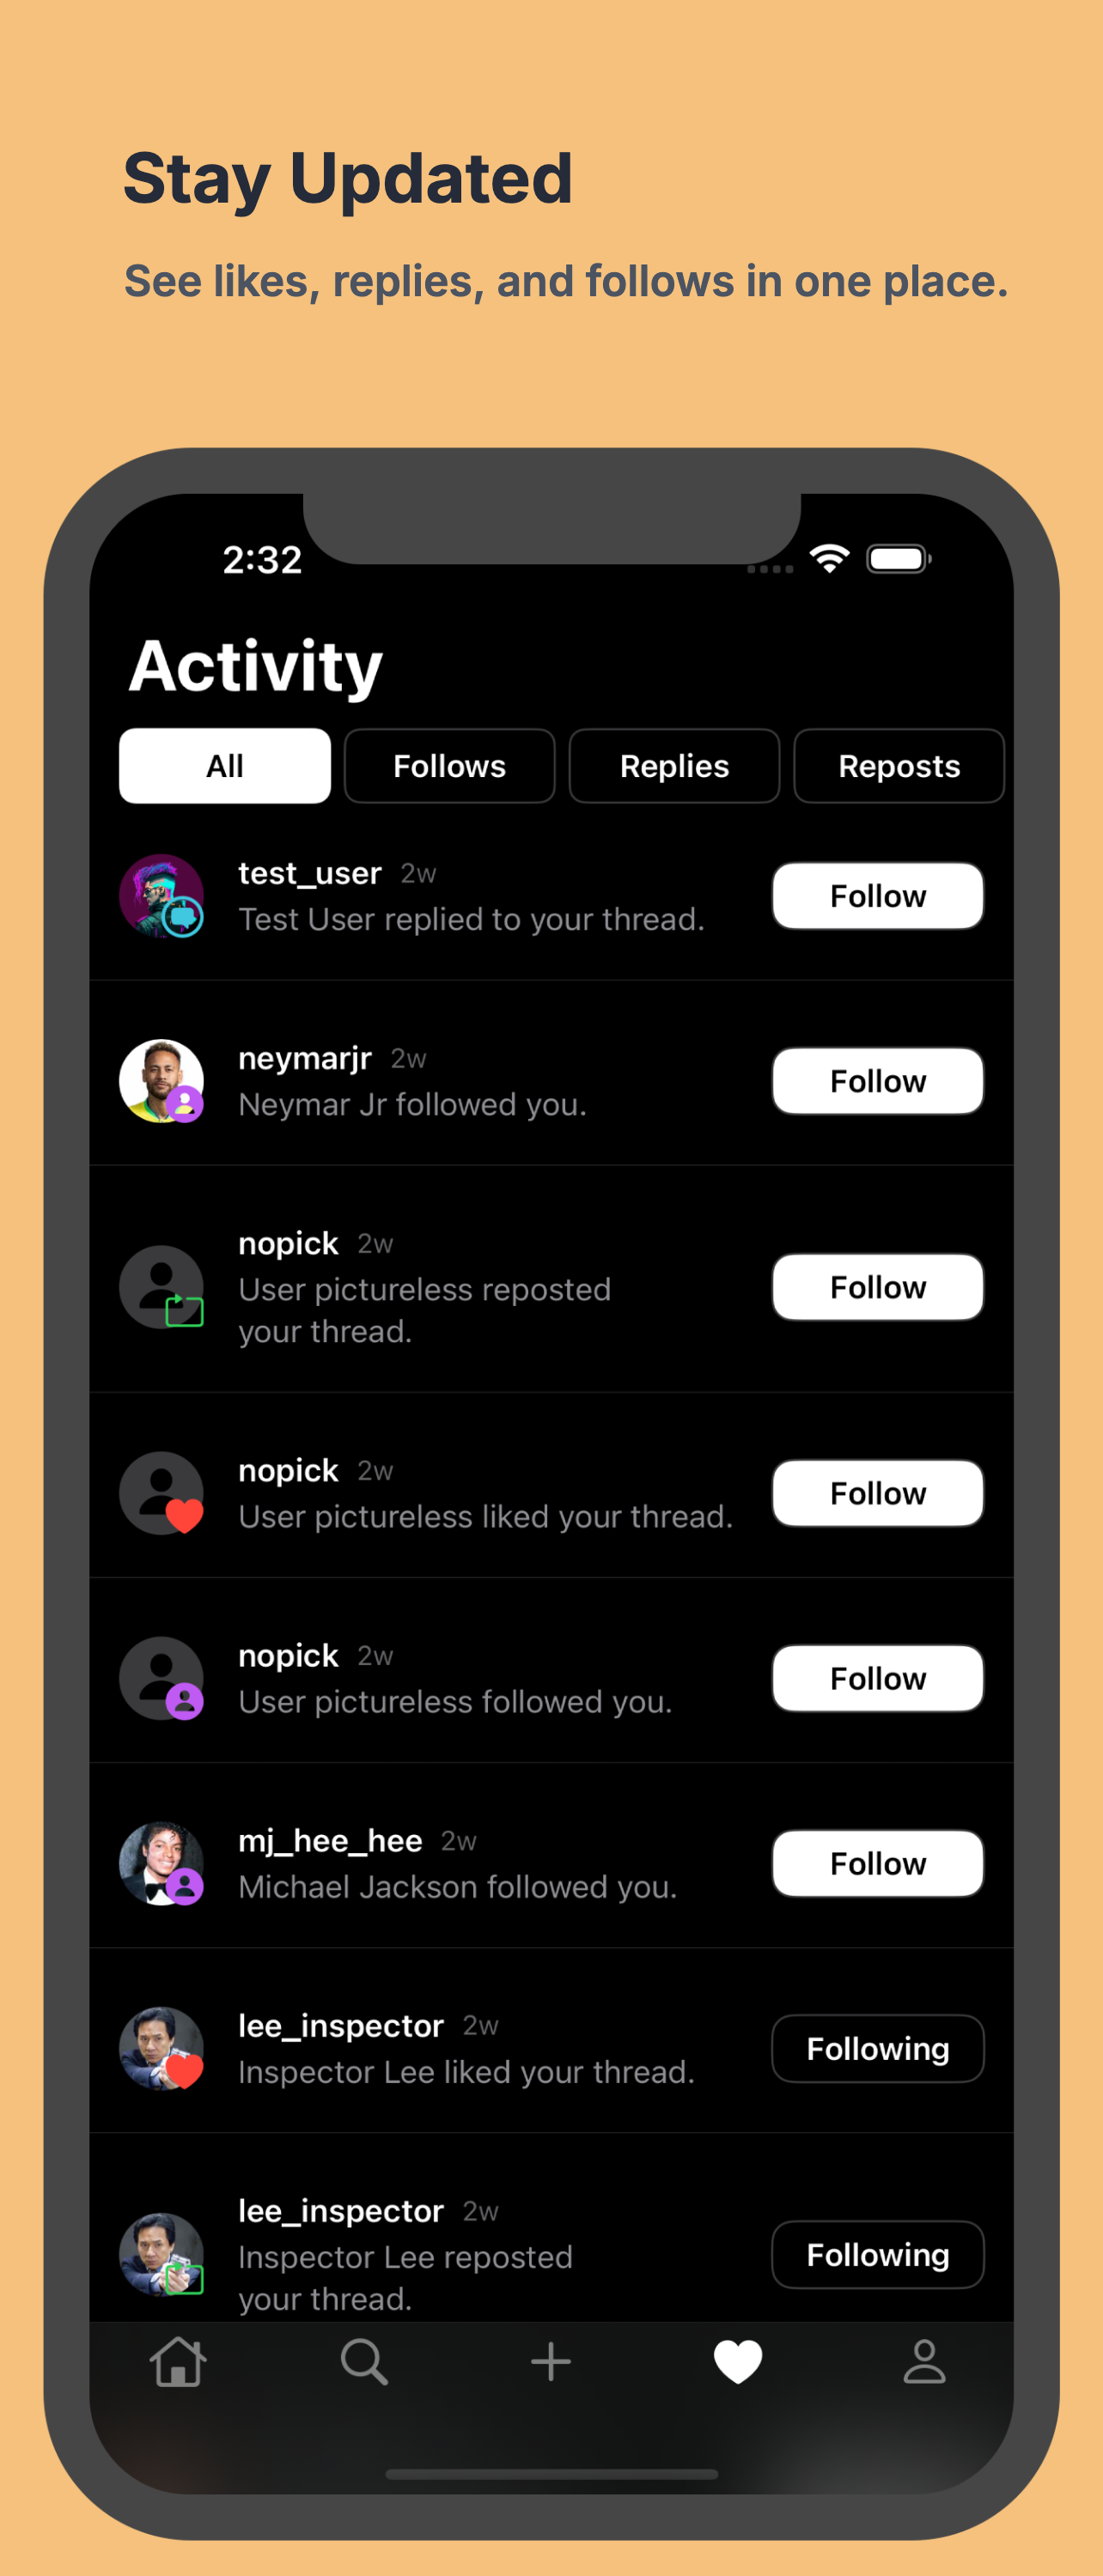 Stay Updated
See likes, replies, and follows in one place.
2:32
Activity
All Follows Replies Reposts
test_user 2w
Test User replied to your thread.
Follow
neymarjr 2w
Neymar Jr followed you.
Follow
nopick 2w
User pictureless reposted
your thread.
Follow
nopick 2w
User pictureless liked your thread.
Follow
nopick 2w
User pictureless followed you.
Follow
mj_hee_hee 2w
Michael Jackson followed you.
Follow
lee_inspector 2w
Inspector Lee liked your thread.
Following
lee_inspector 2w
Inspector Lee reposted
your thread.
Following